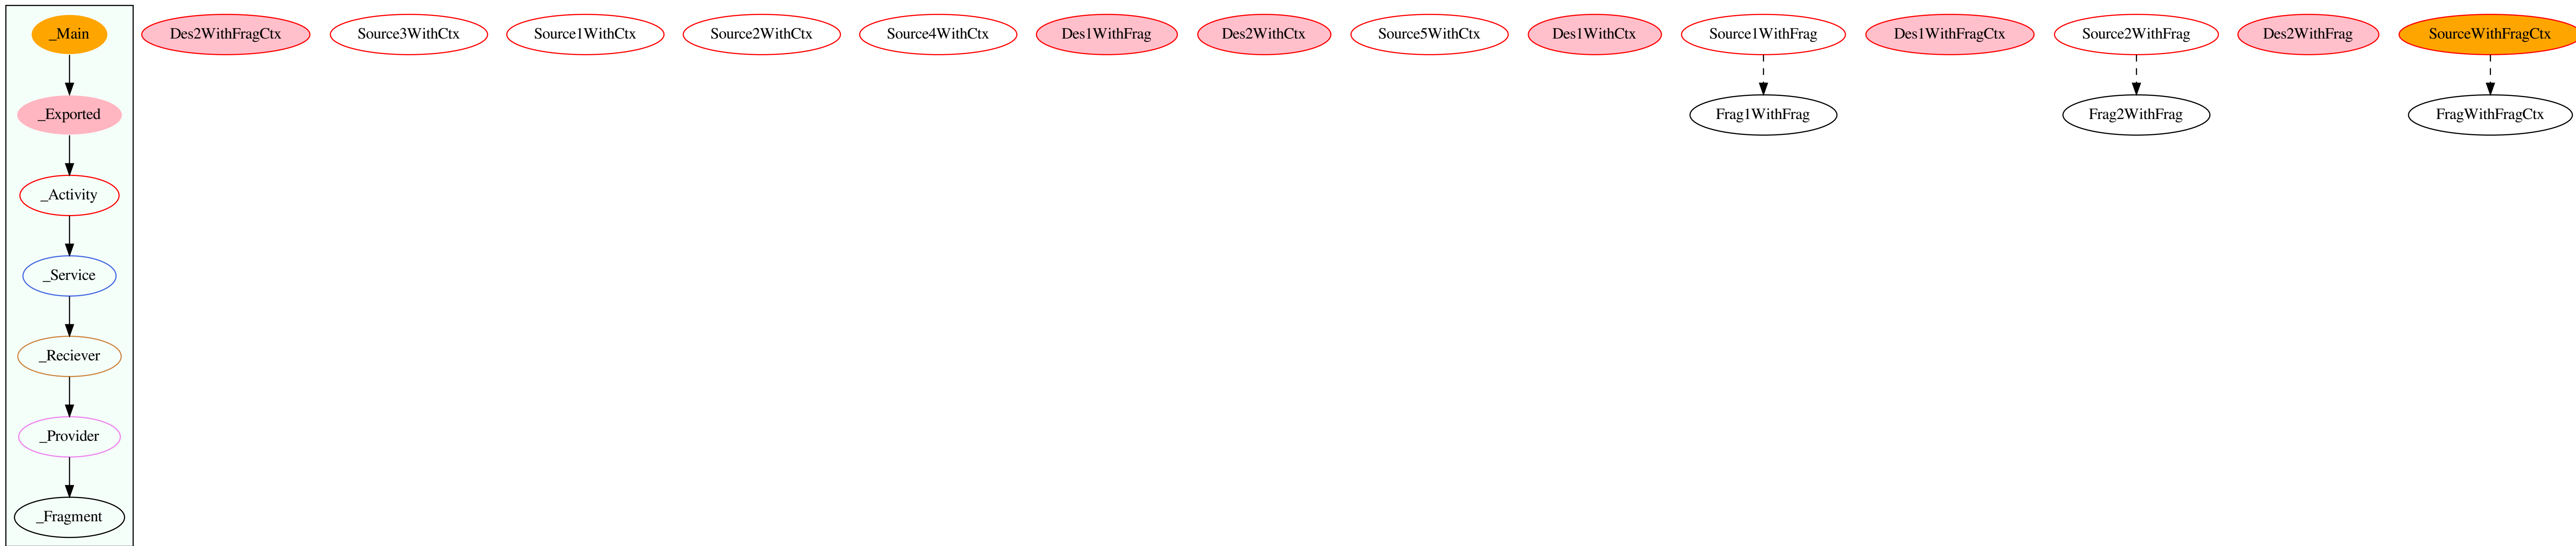 _Main
_Exported
_Activity
_Service
_Reciever
_Provider
_Fragment
Des2WithFragCtx
Source3WithCtx
Source1WithCtx
Source2WithCtx
Source4WithCtx
Des1WithFrag
Des2WithCtx
Source5WithCtx
Des1WithCtx
Source1WithFrag
Des1WithFragCtx
Source2WithFrag
Des2WithFrag
SourceWithFragCtx
Frag1WithFrag
Frag2WithFrag
FragWithFragCtx